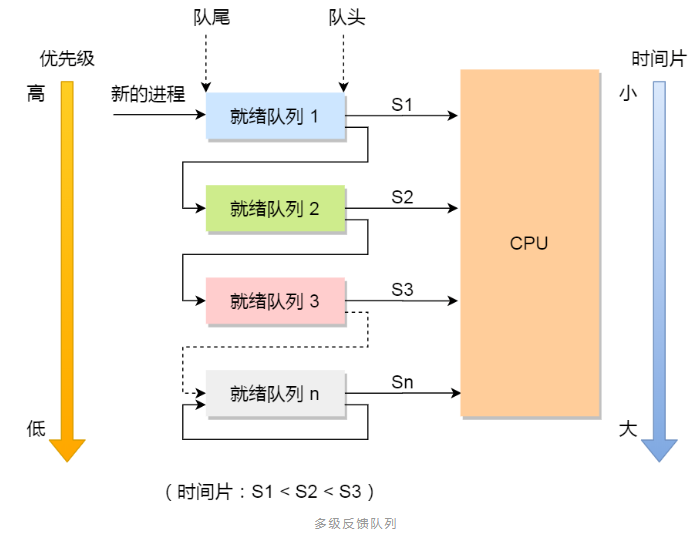 队尾
队头
优先级
时间片
高
新的进程
小
就绪队列 1
S1
就绪队列 2
S2
CPU
就绪队列 3
S3
就绪队列 n
Sn
低
大
（时间片：S1 < S2 < S3 ）
多级反馈队列